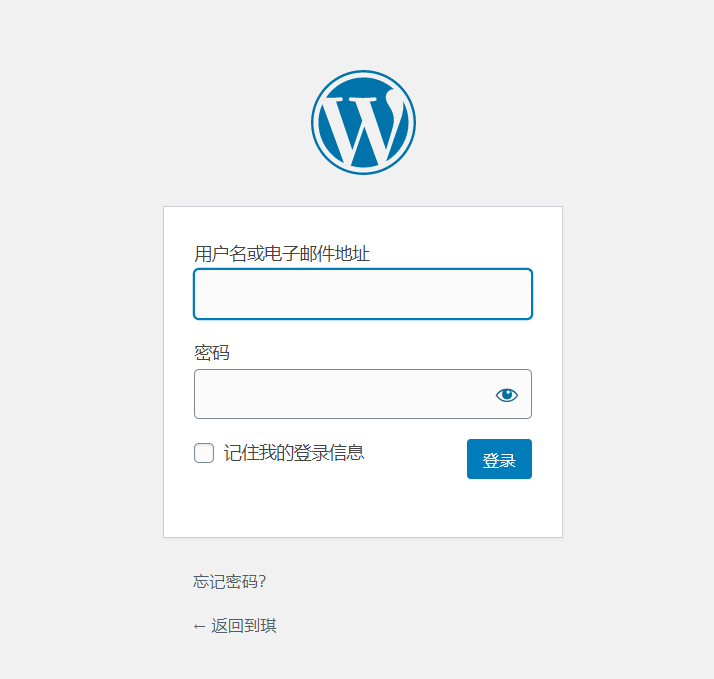 用户名或电子邮件地址
密码
记住我的登录信息
登录
忘记密码?
← 返回到琪